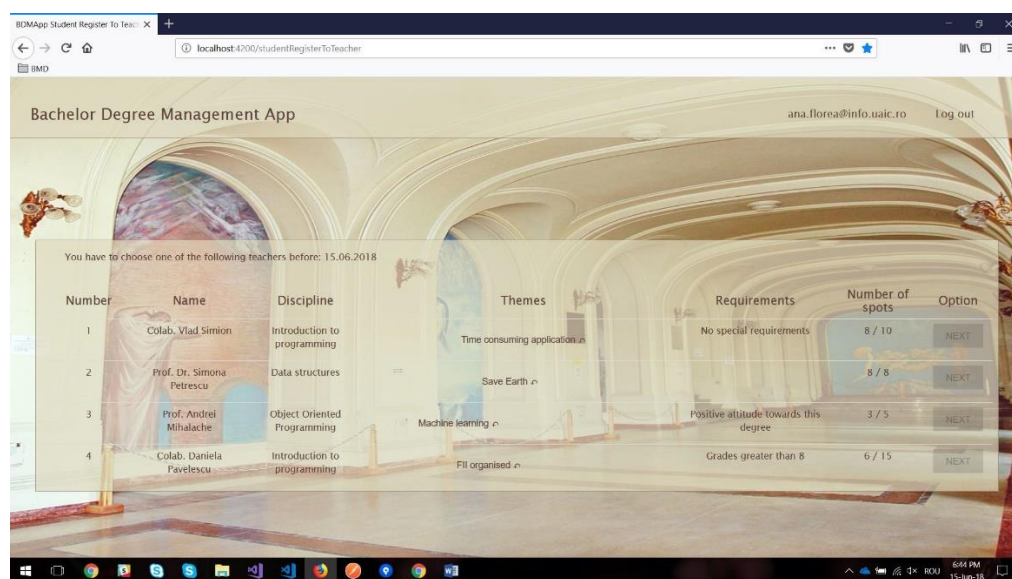 BDMApp Student Register To Teac
localhost:4200/studentRegisterToTeacher
BMD
Bachelor Degree Management App
ana.florea@info.uaic.ro Log out
You have to choose one of the following teachers before: 15.06.2018
Number Name Discipline Themes Requirements Number of spots Option
1 Colab. Vlad Simion Introduction to programming Time consuming application No special requirements 8 / 10 NEXT
2 Prof. Dr. Simona Petrescu Data structures Save Earth 8 / 8 NEXT
3 Prof. Andrei Mihalache Object Oriented Programming Machine learning Positive attitude towards this degree 3 / 5 NEXT
4 Colab. Daniela Pavelescu Introduction to programming FII organised Grades greater than 8 6 / 15 NEXT
ROU 6:44 PM
15-Jun-18